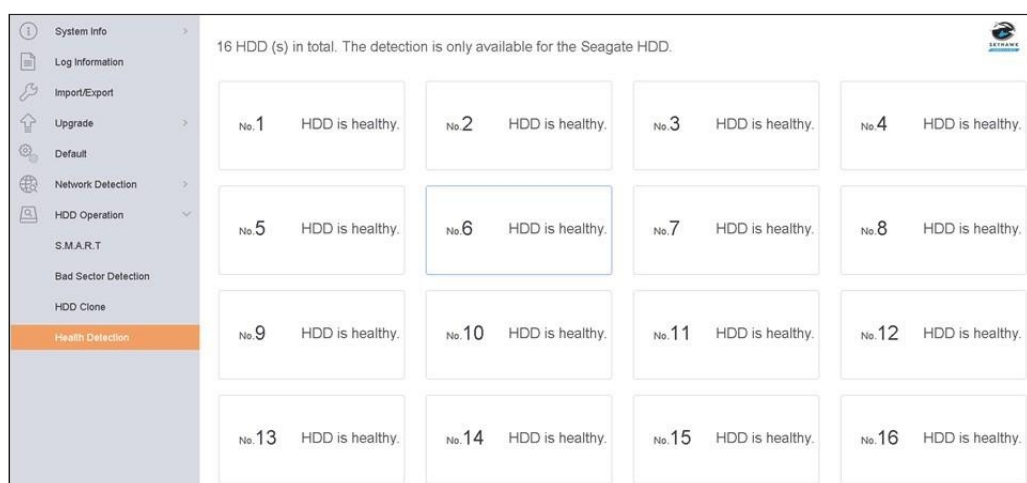 System Info
Log Information
Import/Export
Upgrade
Default
Network Detection
HDD Operation
S.M.A.R.T
Bad Sector Detection
HDD Clone
Health Detection
16 HDD (s) in total. The detection is only available for the Seagate HDD.
SKYHAWK
No.1 HDD is healthy.
No.2 HDD is healthy.
No.3 HDD is healthy.
No.4 HDD is healthy.
No.5 HDD is healthy.
No.6 HDD is healthy.
No.7 HDD is healthy.
No.8 HDD is healthy.
No.9 HDD is healthy.
No.10 HDD is healthy.
No.11 HDD is healthy.
No.12 HDD is healthy.
No.13 HDD is healthy.
No.14 HDD is healthy.
No.15 HDD is healthy.
No.16 HDD is healthy.